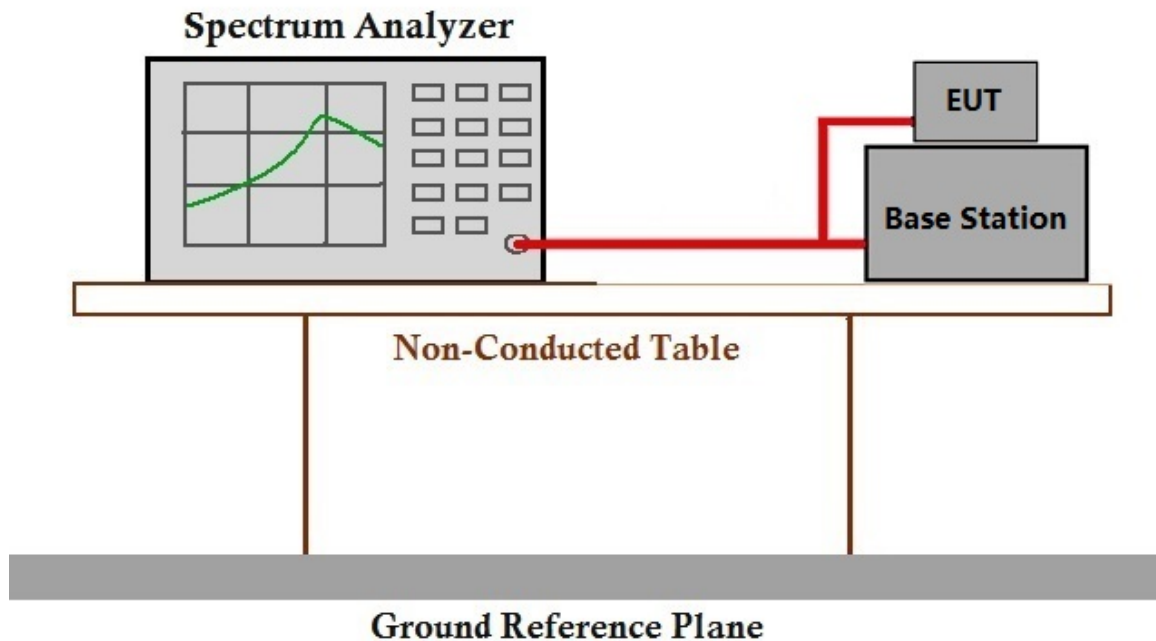 Spectrum Analyzer
EUT
Base Station
Non-Conducted Table
Ground Reference Plane